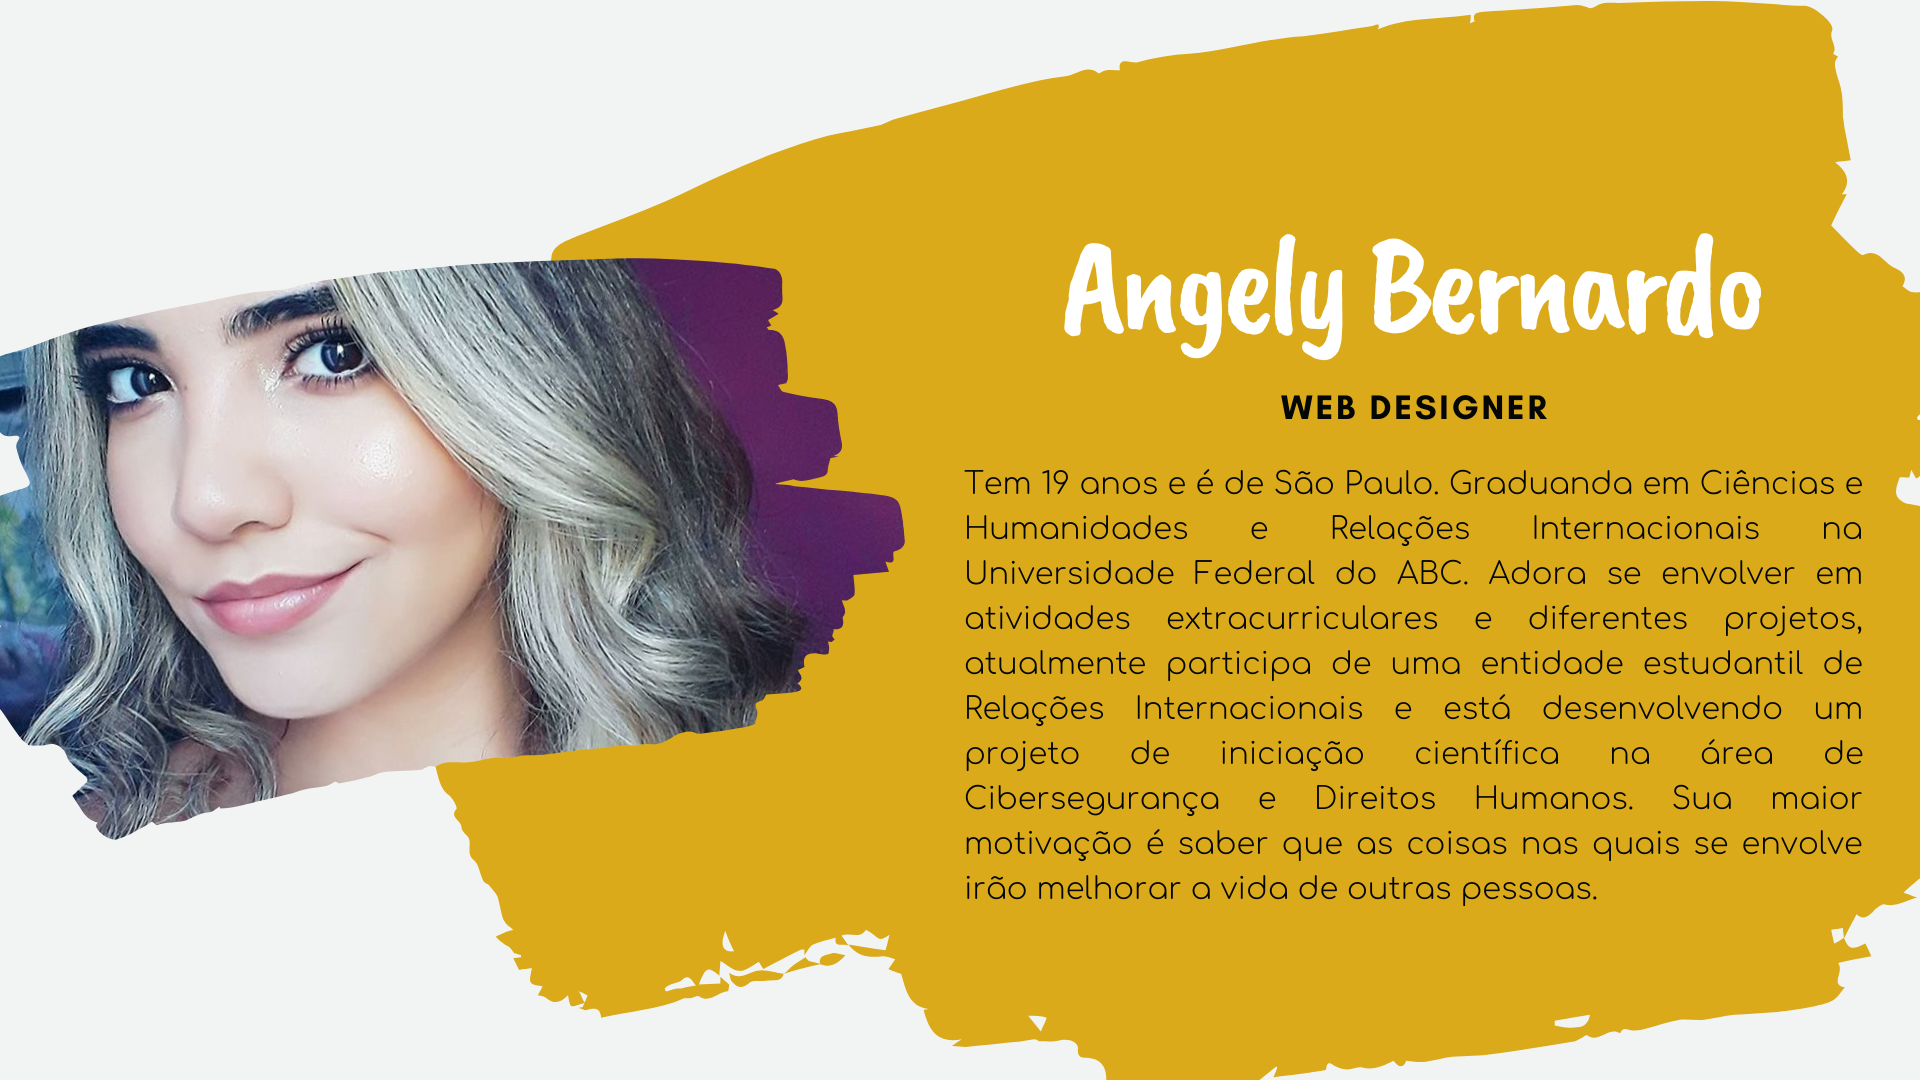 Angely Bernardo
WEB DESIGNER
Tem 19 anos e é de São Paulo. Graduanda em Ciências e
Humanidades e Relações Internacionais na
Universidade Federal do ABC. Adora se envolver em
atividades extracurriculares e diferentes projetos,
atualmente participa de uma entidade estudantil de
Relações Internacionais e está desenvolvendo um
projeto de iniciação científica na área de
Cibersegurança e Direitos Humanos. Sua maior
motivação é saber que as coisas nas quais se envolve
irão melhorar a vida de outras pessoas.